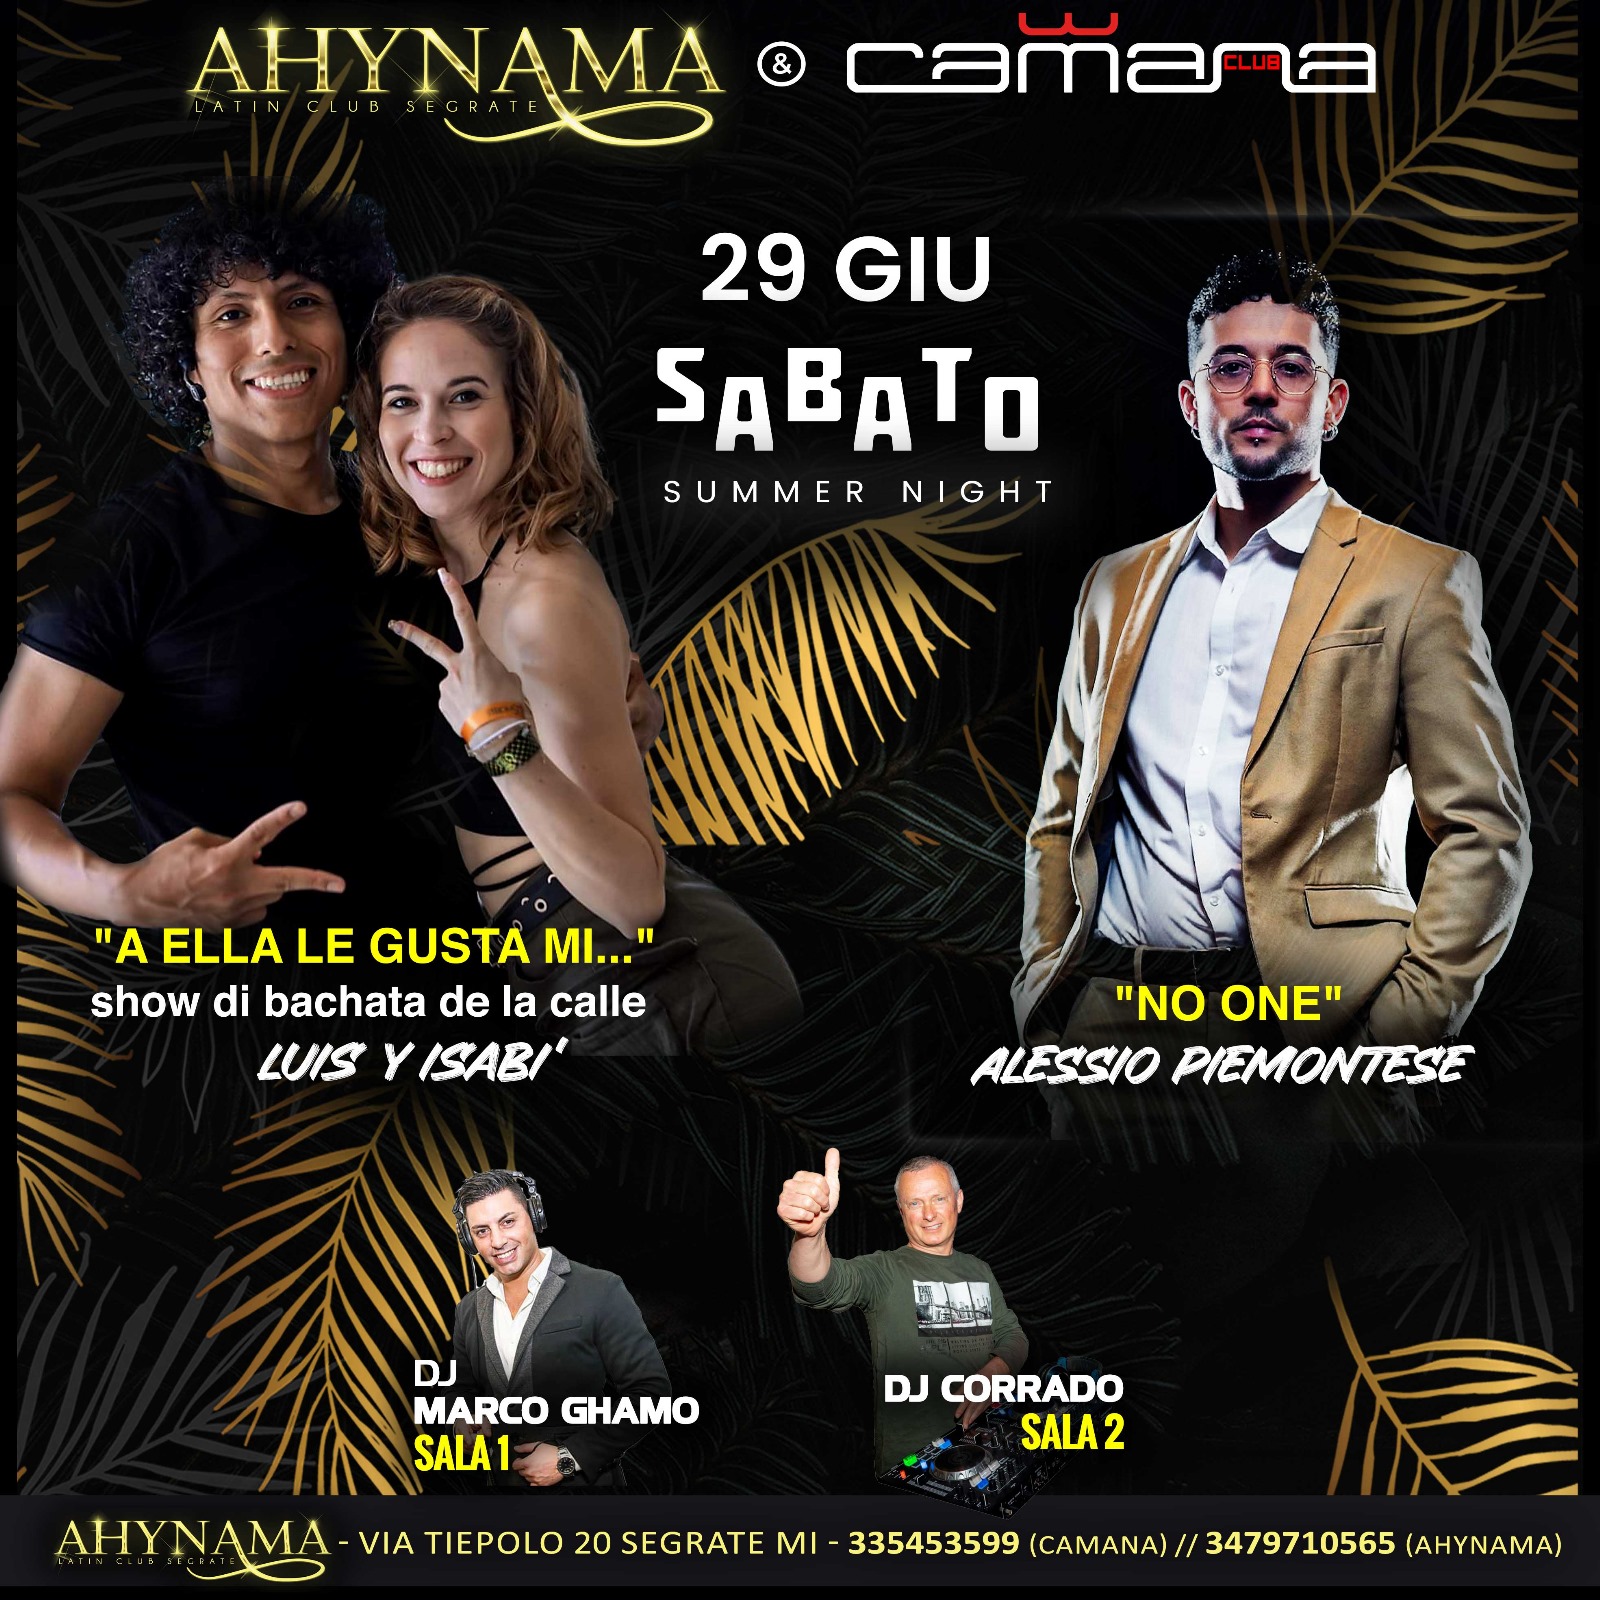 AHYNAMA & camana CLUB
LATIN CLUB SEGRATE
29 GIU
SABATO
SUMMER NIGHT
"A ELLA LE GUSTA MI..."
show di bachata de la calle
LUIS Y ISABI'
"NO ONE"
ALESSIO PIEMONTESE
DJ
MARCO GHAMO
SALA 1
DJ CORRADO
SALA 2
AHYNAMA - VIA TIEPOLO 20 SEGRATE MI - 335453599 (CAMANA) // 3479710565 (AHYNAMA)
LATIN CLUB SEGRATE